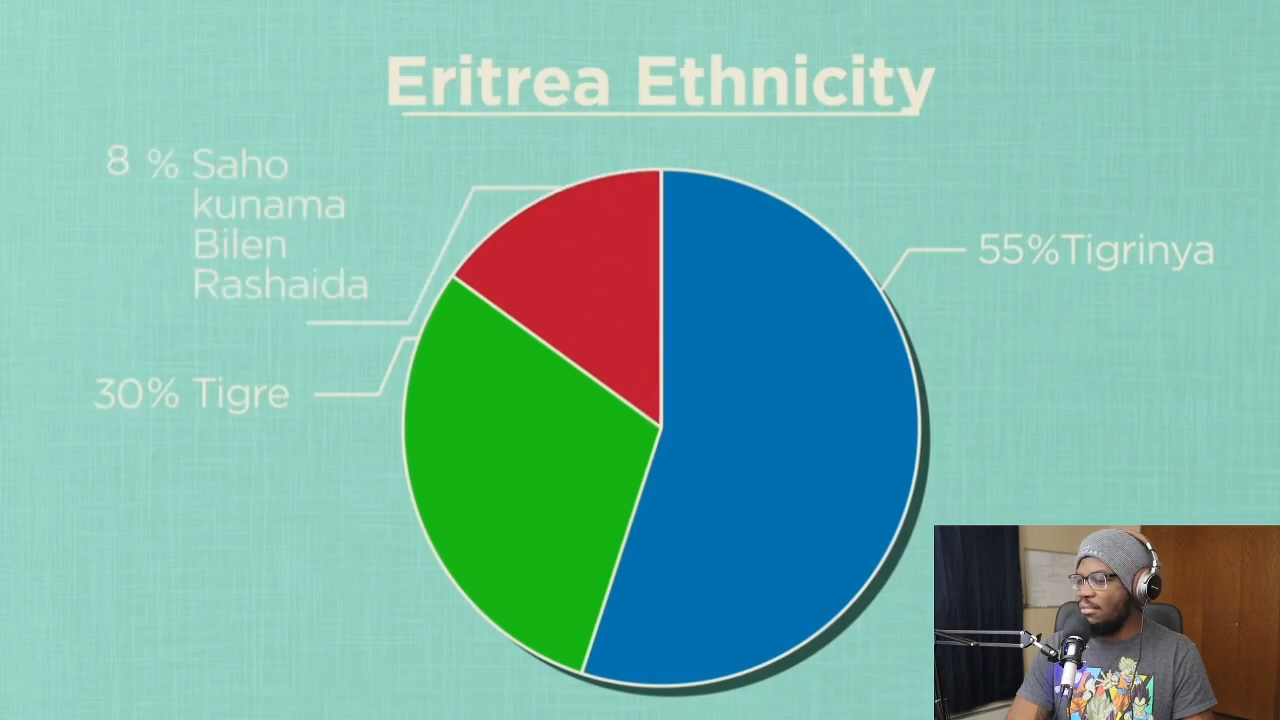 Eritrea Ethnicity
8 % Saho
kunama
Bilen
Rashaida
30% Tigre
55%Tigrinya